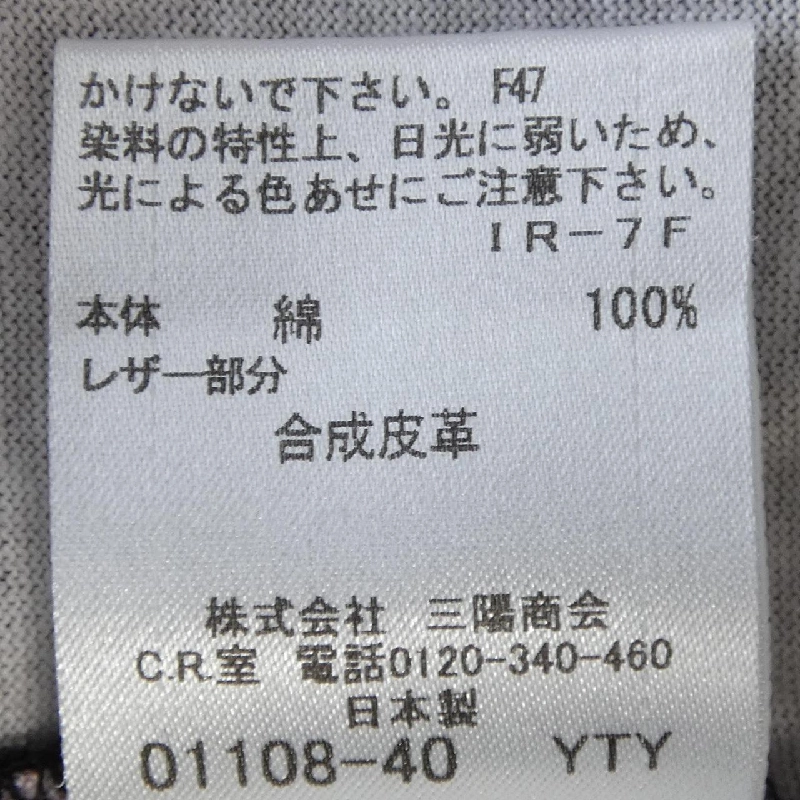 かけないで下さい。 F47
染料の特性上、日光に弱いため、
光による色あせにご注意下さい。
IR-7F
本体 綿 100%
レザー部分
合成皮革
株式会社 三陽商会
C.R.室 電話0120-340-460
日本製
01108-40 YTY